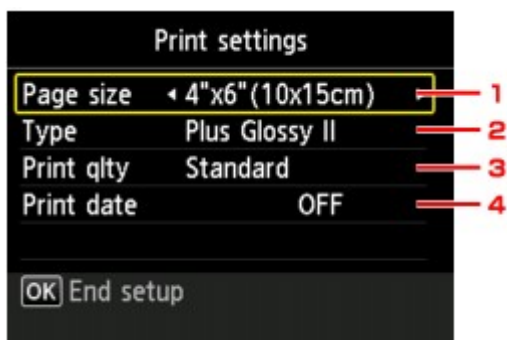 Print settings
Page size 4"x6"(10x15cm) 1
Type Plus Glossy II 2
Print qlty Standard 3
Print date OFF 4
OK End setup